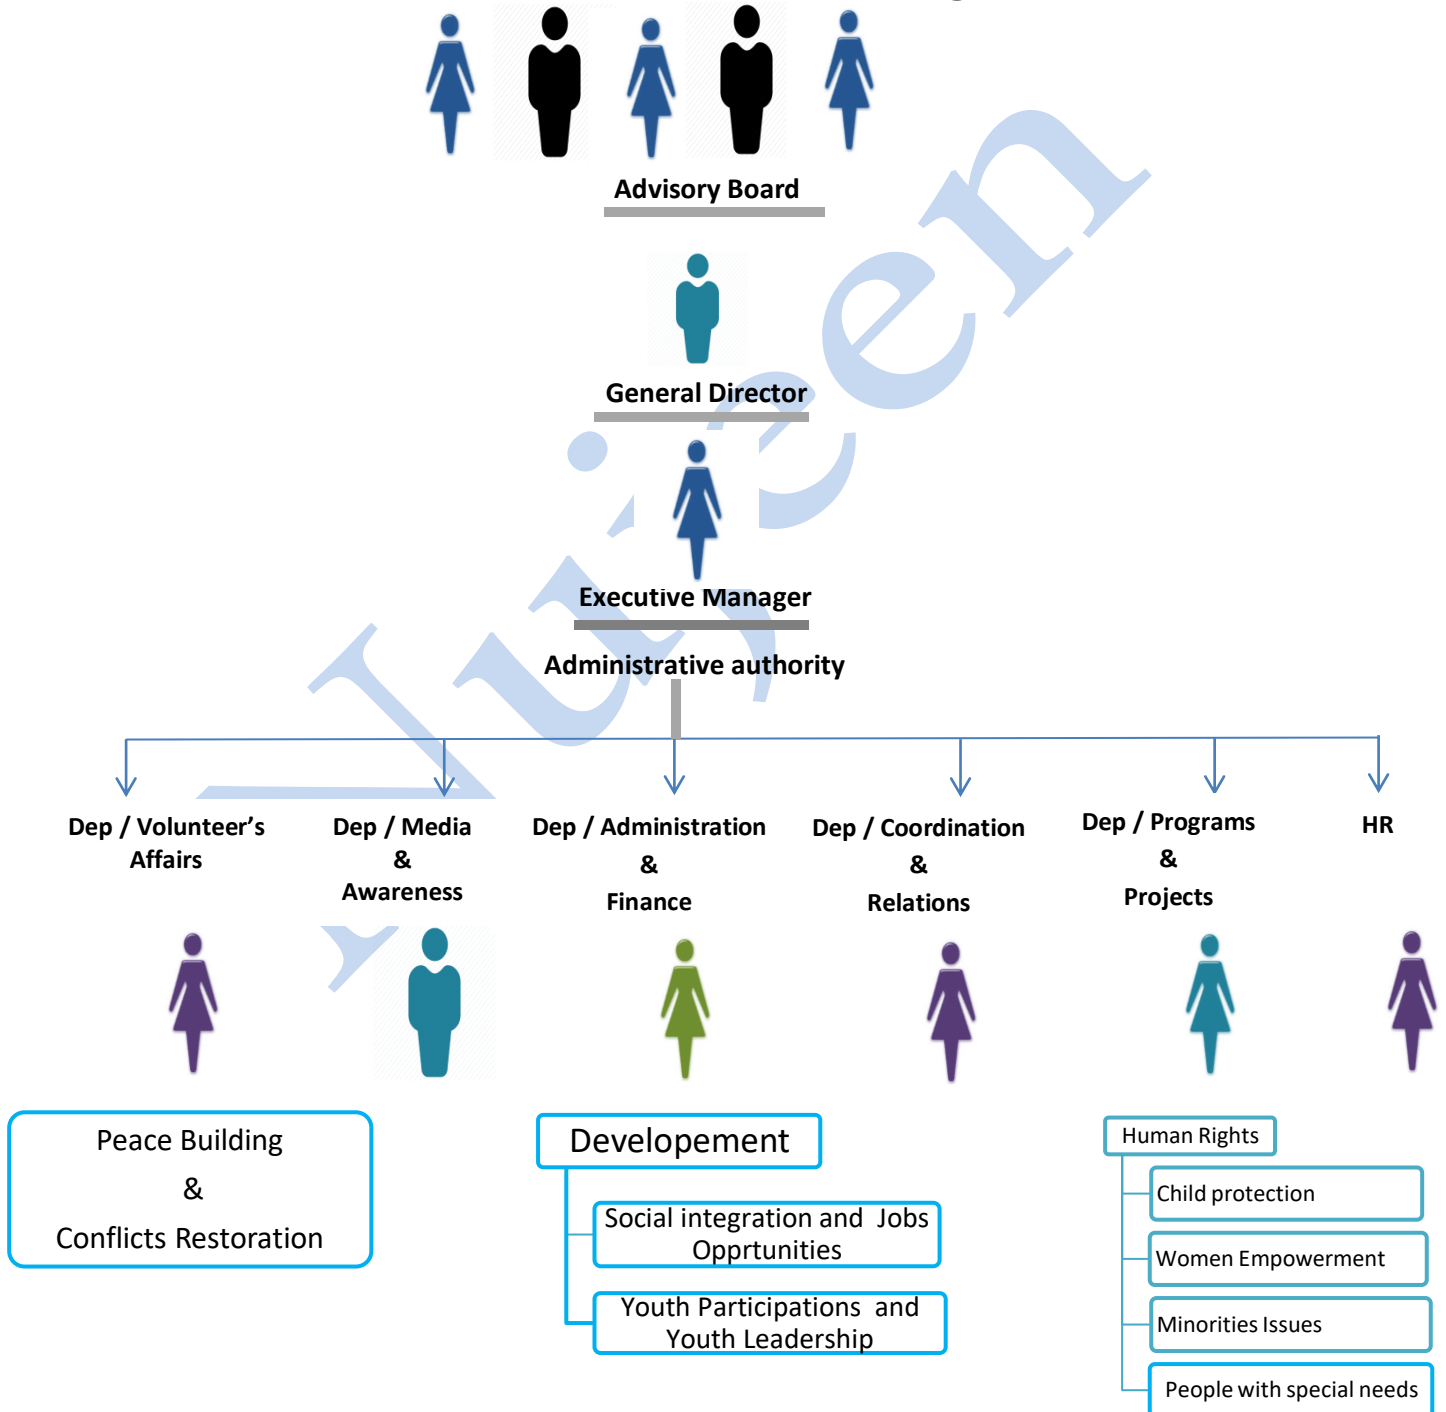 Advisory Board
General Director
Executive Manager
Administrative authority
Dep / Volunteer's
Affairs
Dep / Media
&
Awareness
Dep / Administration
&
Finance
Dep / Coordination
&
Relations
Dep / Programs
&
Projects
HR
Peace Building
&
Conflicts Restoration
Developement
Social integration and Jobs
Opprtunities
Youth Participations and
Youth Leadership
Human Rights
Child protection
Women Empowerment
Minorities Issues
People with special needs